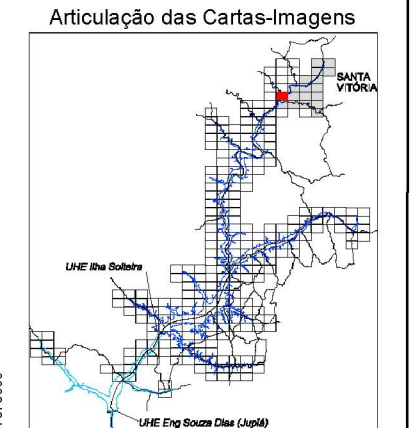 Articulação das Cartas-Imagens
SANTA
VITÓRIA
UHE Ilha Solteira
UHE Eng Souza Dias (Jupiá)